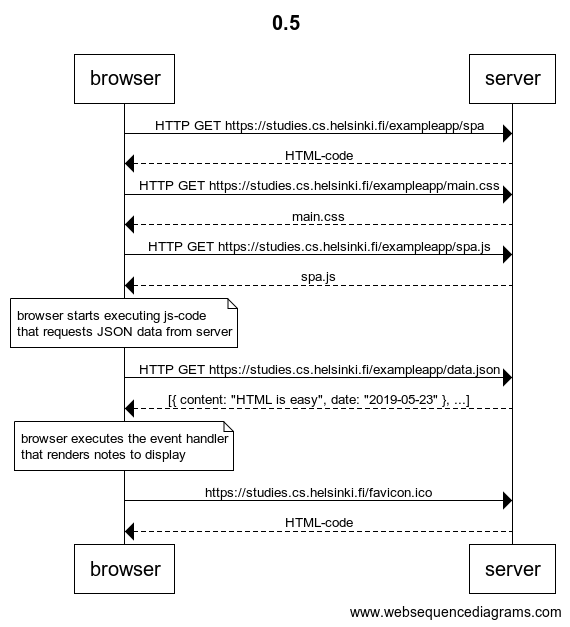 0.5
browser
server
HTTP GET https://studies.cs.helsinki.fi/exampleapp/spa
HTML-code
HTTP GET https://studies.cs.helsinki.fi/exampleapp/main.css
main.css
HTTP GET https://studies.cs.helsinki.fi/exampleapp/spa.js
spa.js
browser starts executing js-code
that requests JSON data from server
HTTP GET https://studies.cs.helsinki.fi/exampleapp/data.json
[{ content: "HTML is easy", date: "2019-05-23" }, ...]
browser executes the event handler
that renders notes to display
https://studies.cs.helsinki.fi/favicon.ico
HTML-code
browser
server
www.websequencediagrams.com